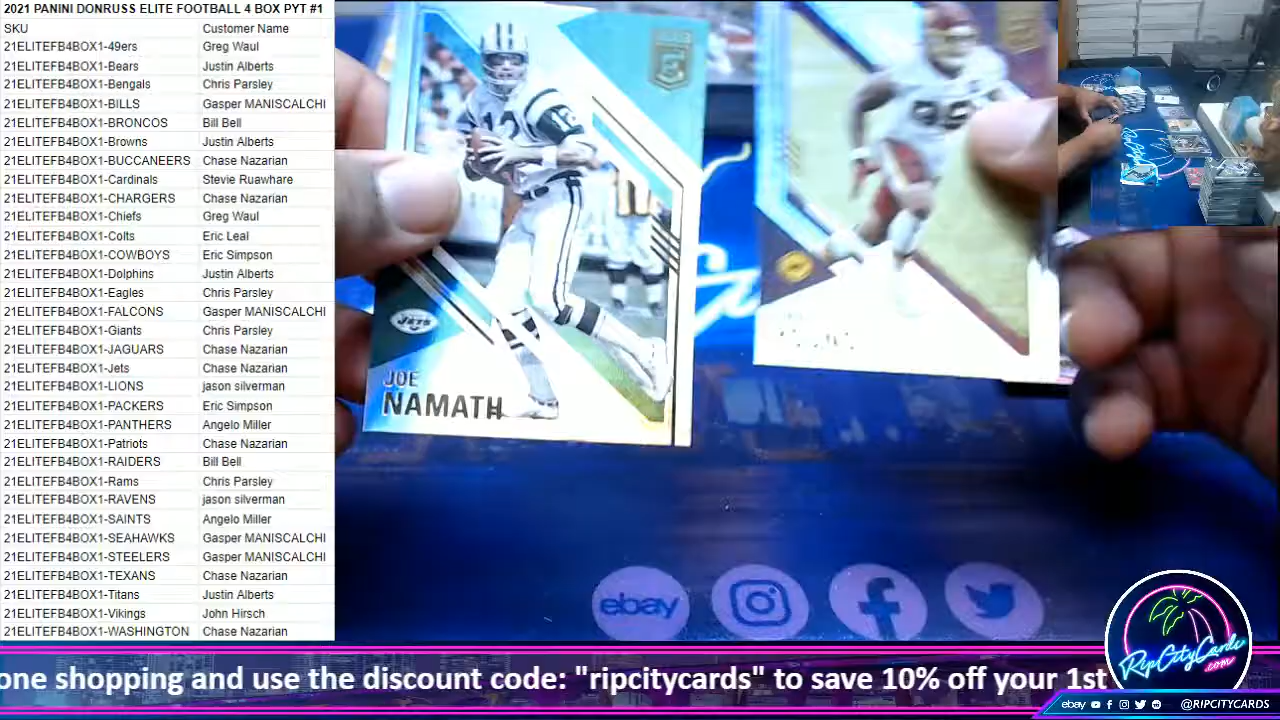 2021 PANINI DONRUSS ELITE FOOTBALL 4 BOX PYT #1
SKU Customer Name
21ELITEFB4BOX1-49ers Greg Waul
21ELITEFB4BOX1-Bears Justin Alberts
21ELITEFB4BOX1-Bengals Chris Parsley
21ELITEFB4BOX1-BILLS Gasper MANISCALCHI
21ELITEFB4BOX1-BRONCOS Bill Bell
21ELITEFB4BOX1-Browns Justin Alberts
21ELITEFB4BOX1-BUCCANEERS Chase Nazarian
21ELITEFB4BOX1-Cardinals Stevie Ruawhare
21ELITEFB4BOX1-CHARGERS Chase Nazarian
21ELITEFB4BOX1-Chiefs Greg Waul
21ELITEFB4BOX1-Colts Eric Leal
21ELITEFB4BOX1-COWBOYS Eric Simpson
21ELITEFB4BOX1-Dolphins Justin Alberts
21ELITEFB4BOX1-Eagles Chris Parsley
21ELITEFB4BOX1-FALCONS Gasper MANISCALCHI
21ELITEFB4BOX1-Giants Chris Parsley
21ELITEFB4BOX1-JAGUARS Chase Nazarian
21ELITEFB4BOX1-Jets Chase Nazarian
21ELITEFB4BOX1-LIONS jason silverman
21ELITEFB4BOX1-PACKERS Eric Simpson
21ELITEFB4BOX1-PANTHERS Angelo Miller
21ELITEFB4BOX1-Patriots Chase Nazarian
21ELITEFB4BOX1-RAIDERS Bill Bell
21ELITEFB4BOX1-Rams Chris Parsley
21ELITEFB4BOX1-RAVENS jason silverman
21ELITEFB4BOX1-SAINTS Angelo Miller
21ELITEFB4BOX1-SEAHAWKS Gasper MANISCALCHI
21ELITEFB4BOX1-STEELERS Gasper MANISCALCHI
21ELITEFB4BOX1-TEXANS Chase Nazarian
21ELITEFB4BOX1-Titans Justin Alberts
21ELITEFB4BOX1-Vikings John Hirsch
21ELITEFB4BOX1-WASHINGTON Chase Nazarian
12
JETS
JOE
NAMATH
ebay
RipCityCards
.com
one shopping and use the discount code: "ripcitycards" to save 10% off your 1st
ebay @RIPCITYCARDS